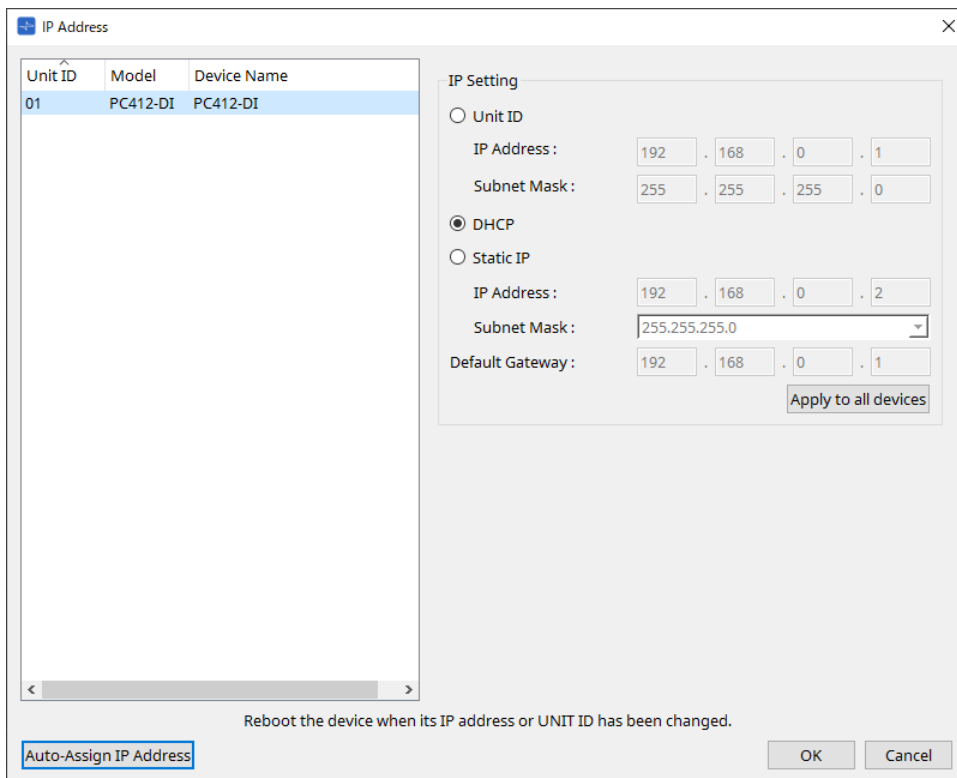 IP Address
Unit ID Model Device Name
01 PC412-DI PC412-DI
IP Setting
Unit ID
IP Address : 192 . 168 . 0 . 1
Subnet Mask : 255 . 255 . 255 . 0
DHCP
Static IP
IP Address : 192 . 168 . 0 . 2
Subnet Mask : 255.255.255.0
Default Gateway : 192 . 168 . 0 . 1
Apply to all devices
Reboot the device when its IP address or UNIT ID has been changed.
Auto-Assign IP Address OK Cancel